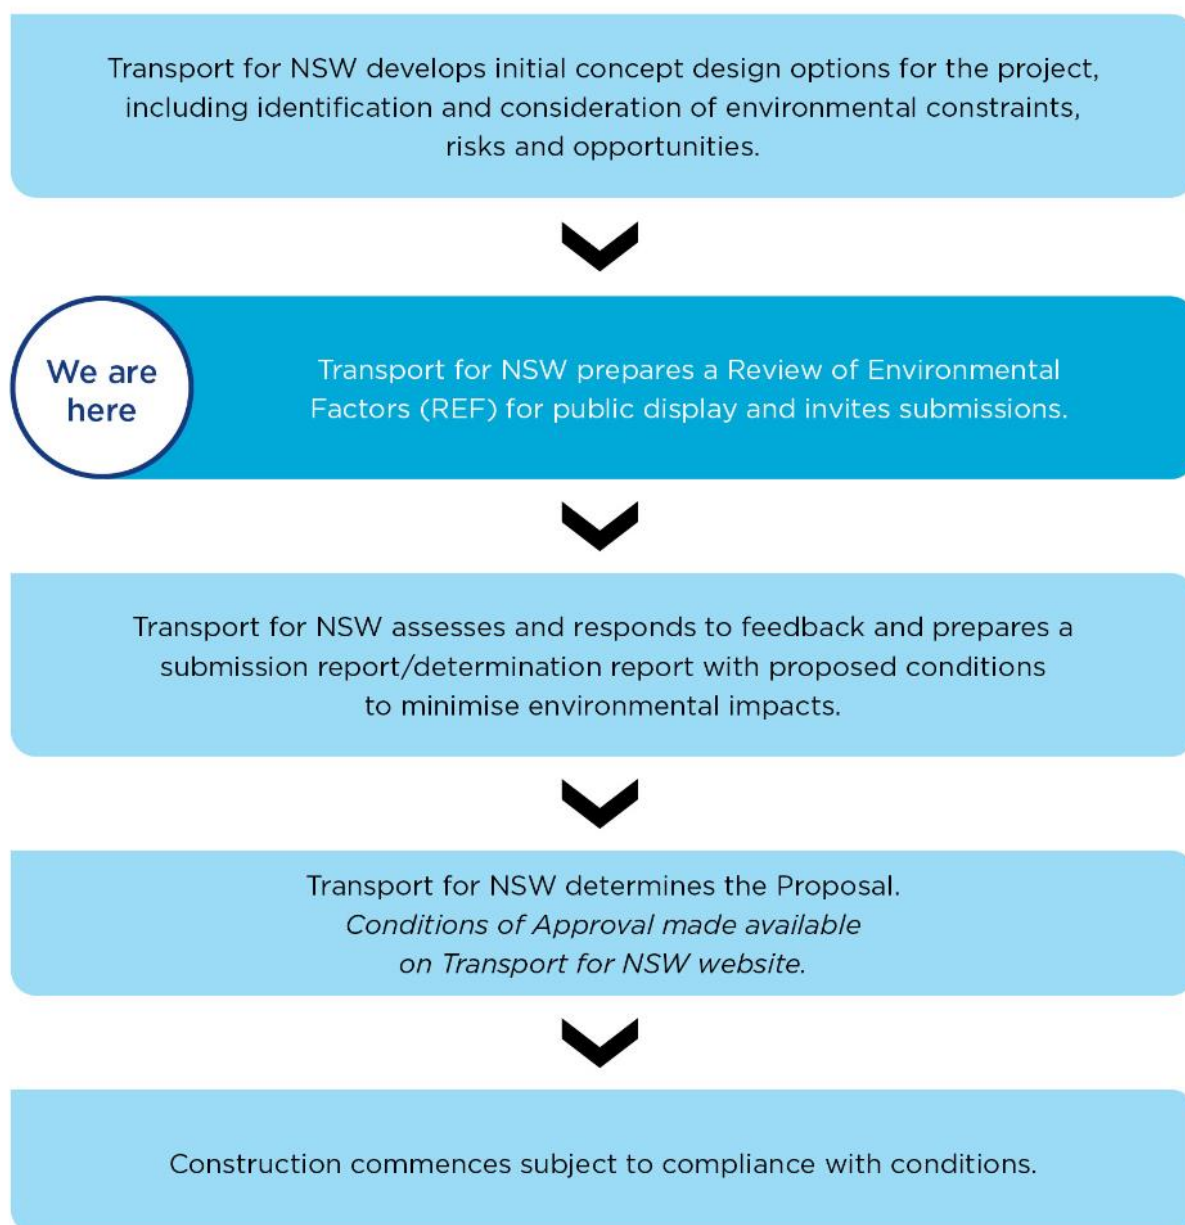 Transport for NSW develops initial concept design options for the project,
including identification and consideration of environmental constraints,
risks and opportunities.
We are
here
Transport for NSW prepares a Review of Environmental
Factors (REF) for public display and invites submissions.
Transport for NSW assesses and responds to feedback and prepares a
submission report/determination report with proposed conditions
to minimise environmental impacts.
Transport for NSW determines the Proposal.
Conditions of Approval made available
on Transport for NSW website.
Construction commences subject to compliance with conditions.